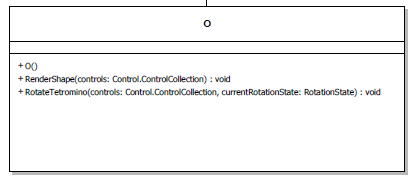 O
+ O()
+ RenderShape(controls: Control.ControlCollection) : void
+ RotateTetromino(controls: Control.ControlCollection, currentRotationState: RotationState) : void